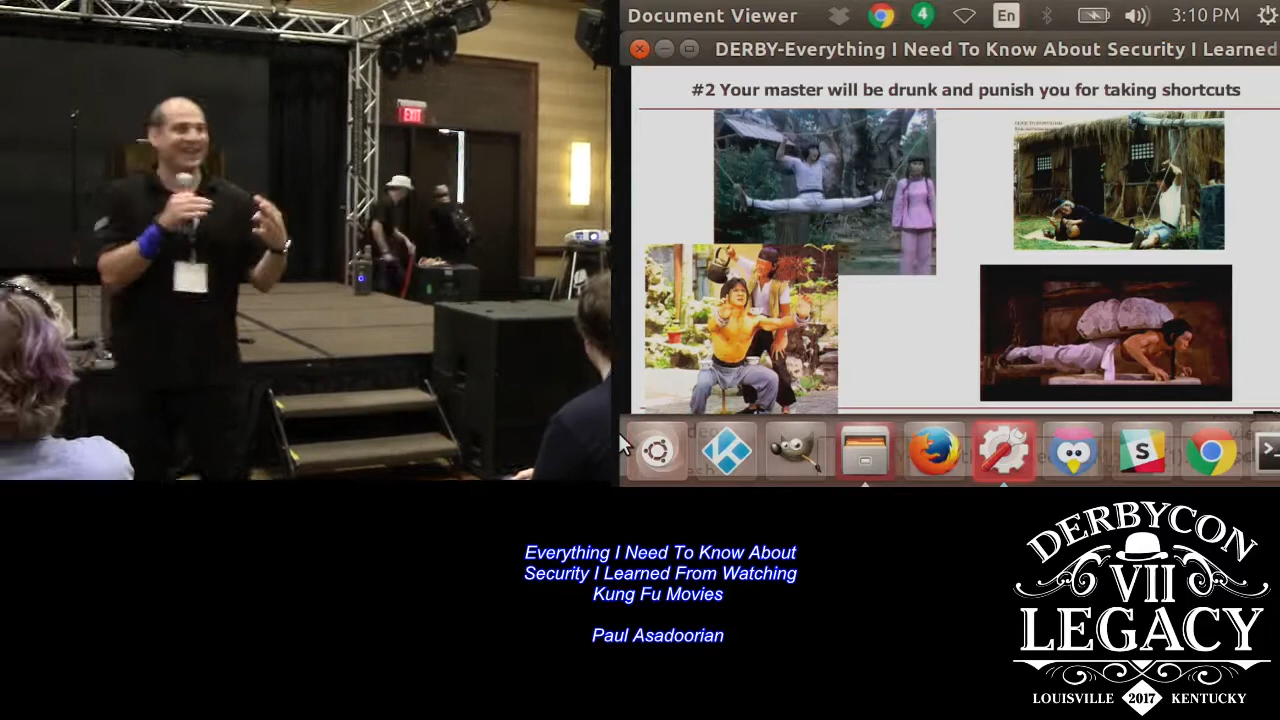 Document Viewer
4
En
3:10 PM
DERBY-Everything I Need To Know About Security I Learned
#2 Your master will be drunk and punish you for taking shortcuts
EXIT
S
Everything I Need To Know About
Security I Learned From Watching
Kung Fu Movies
Paul Asadoorian
DERBYCON
VII
LEGACY
LOUISVILLE 2017 KENTUCKY